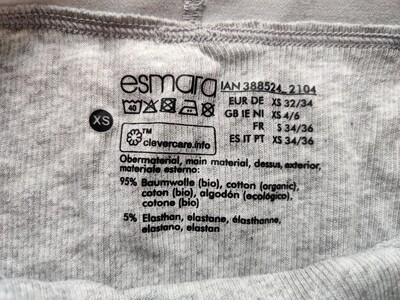 esmara
IAN 388524_2104
40
EUR DE XS 32/34
GB IE NI XS 4/6
FR S 34/36
ES IT PT XS 34/36
XS
TM
clevercare.info
Obermaterial, main material, dessus, exterior,
materiale esterno:
95% Baumwolle (bio), cotton (organic),
coton (bio), algodón (ecológico),
cotone (bio)
5% Elasthan, elastane, élasthanne,
elastano, elastan